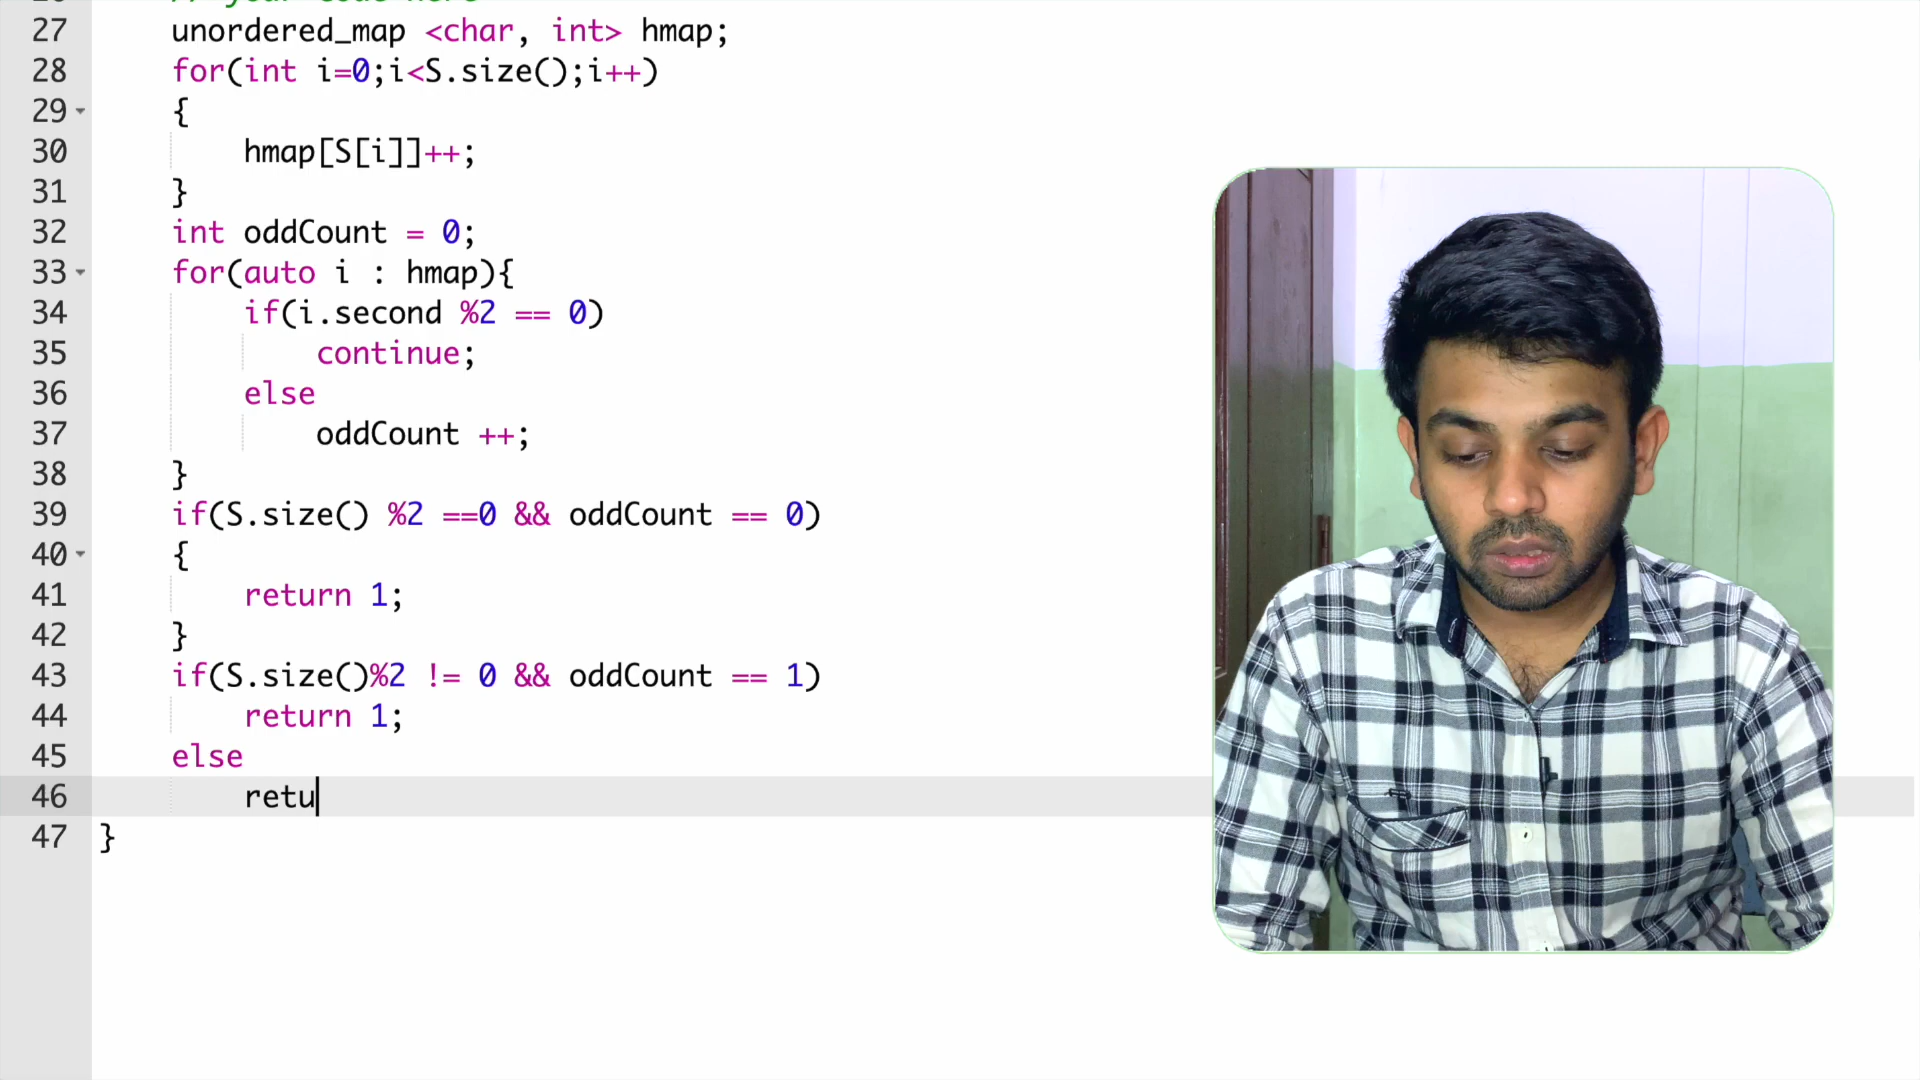 // your code here
27 unordered_map <char, int> hmap;
28 for(int i=0;i<S.size();i++)
29 {
30 hmap[S[i]]++;
31 }
32 int oddCount = 0;
33 for(auto i : hmap){
34 if(i.second %2 == 0)
35 continue;
36 else
37 oddCount ++;
38 }
39 if(S.size() %2 ==0 && oddCount == 0)
40 {
41 return 1;
42 }
43 if(S.size()%2 != 0 && oddCount == 1)
44 return 1;
45 else
46 retu
47 }